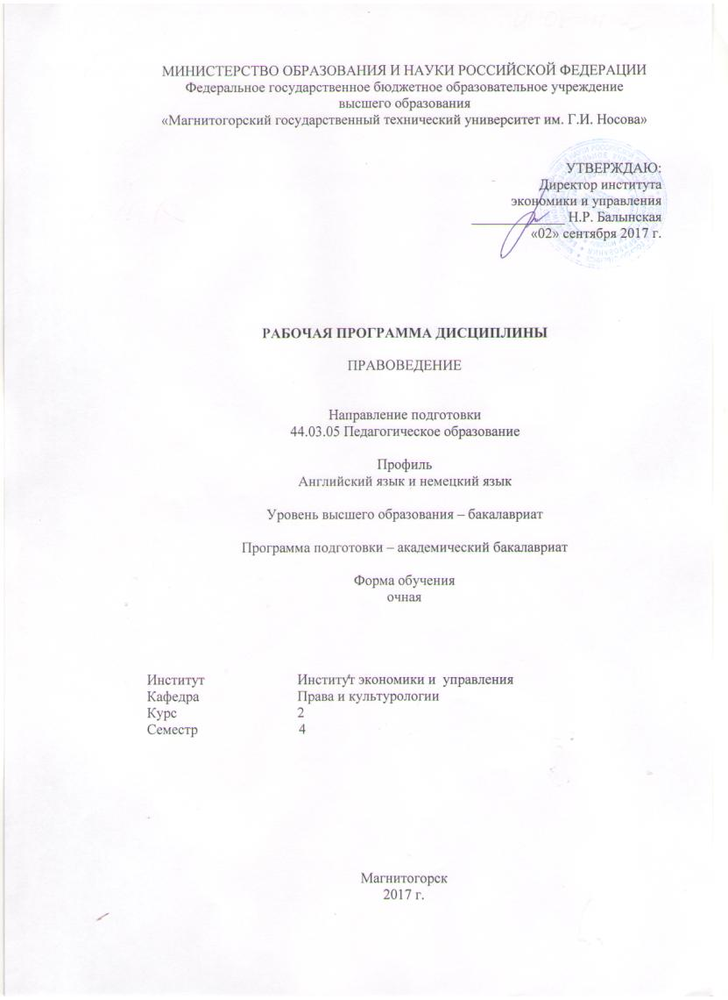 МИНИСТЕРСТВО ОБРАЗОВАНИЯ И НАУКИ РОССИЙСКОЙ ФЕДЕРАЦИИ
Федеральное государственное бюджетное образовательное учреждение
высшего образования
«Магнитогорский государственный технический университет им. Г.И. Носова»
УТВЕРЖДАЮ:
Директор института
экономики и управления
Н.Р. Балынская
«02» сентября 2017 г.
РАБОЧАЯ ПРОГРАММА ДИСЦИПЛИНЫ
ПРАВОВЕДЕНИЕ
Направление подготовки
44.03.05 Педагогическое образование
Профиль
Английский язык и немецкий язык
Уровень высшего образования – бакалавриат
Программа подготовки – академический бакалавриат
Форма обучения
очная
Институт Институт экономики и управления
Кафедра Права и культурологии
Курс 2
Семестр 4
Магнитогорск
2017 г.